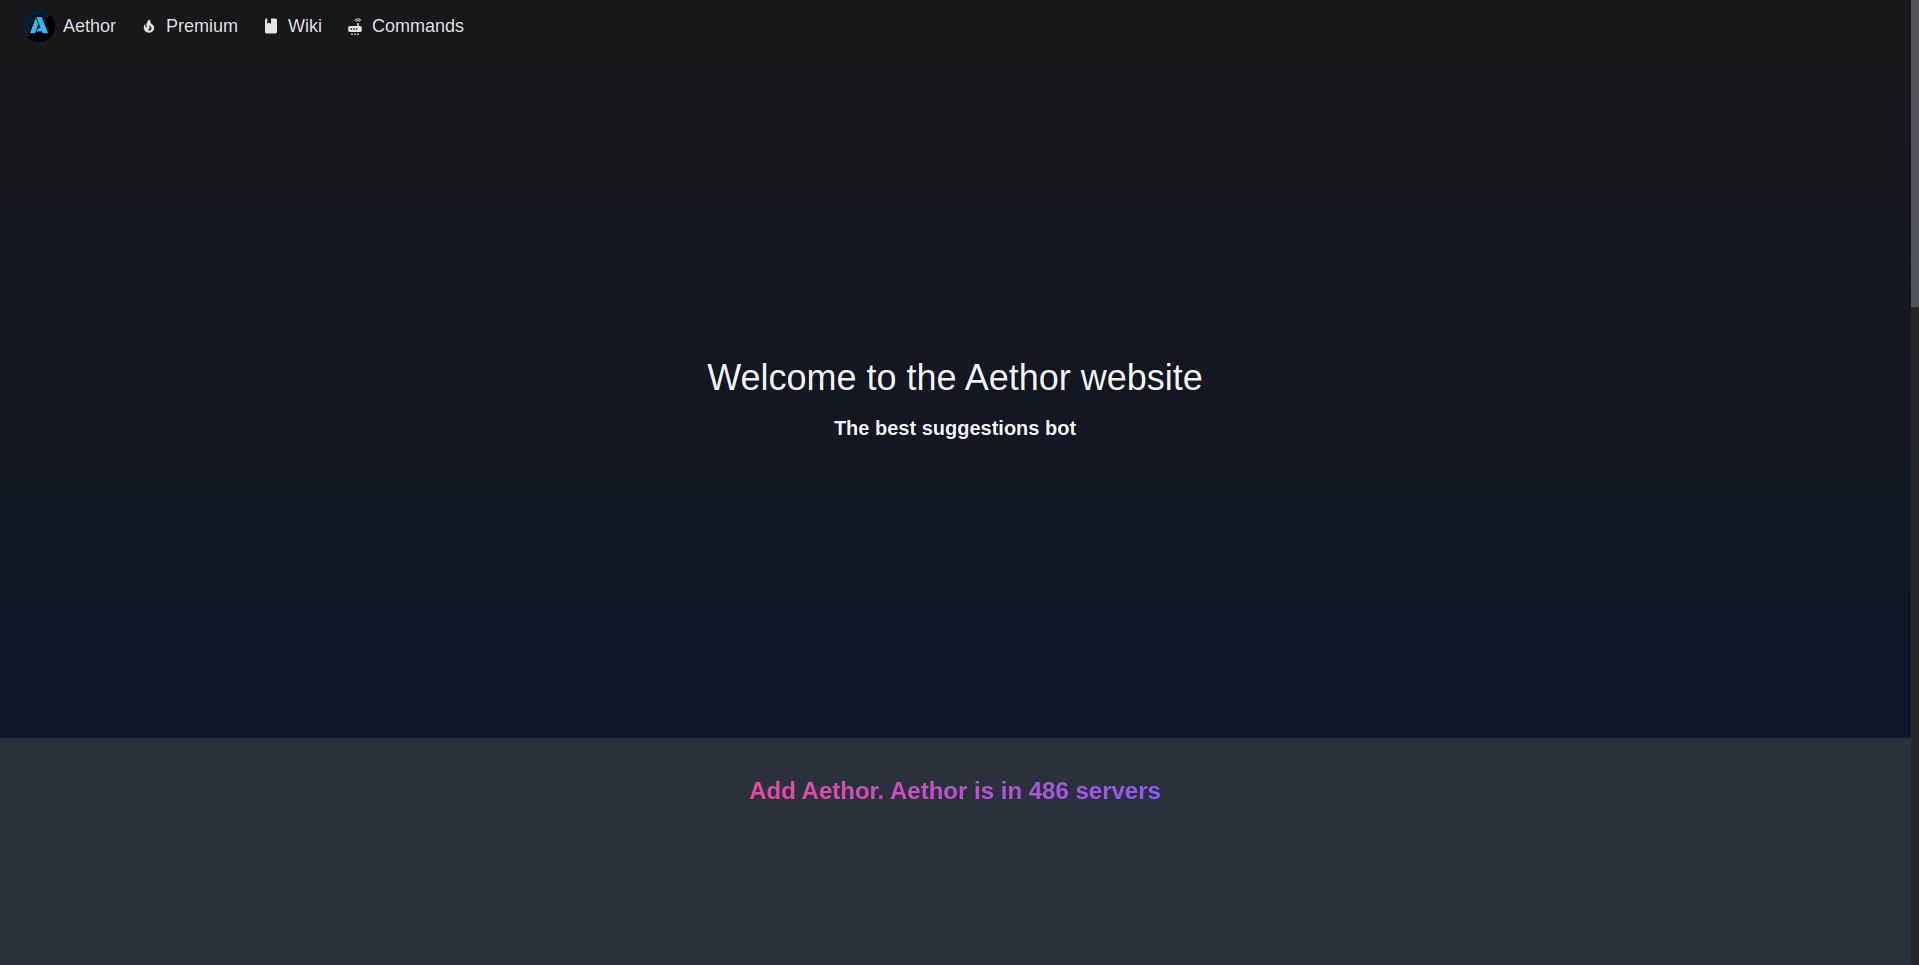 Aethor Premium Wiki Commands
Welcome to the Aethor website
The best suggestions bot
Add Aethor. Aethor is in 486 servers